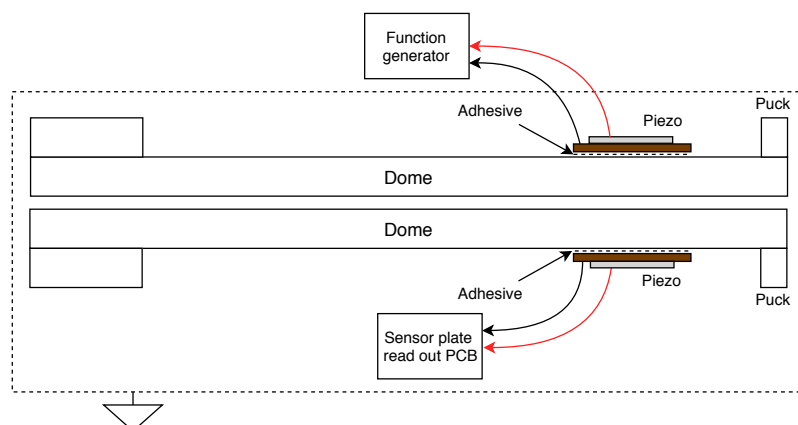 Function
generator
Adhesive
Piezo
Puck
Dome
Dome
Adhesive
Piezo
Puck
Sensor plate
read out PCB